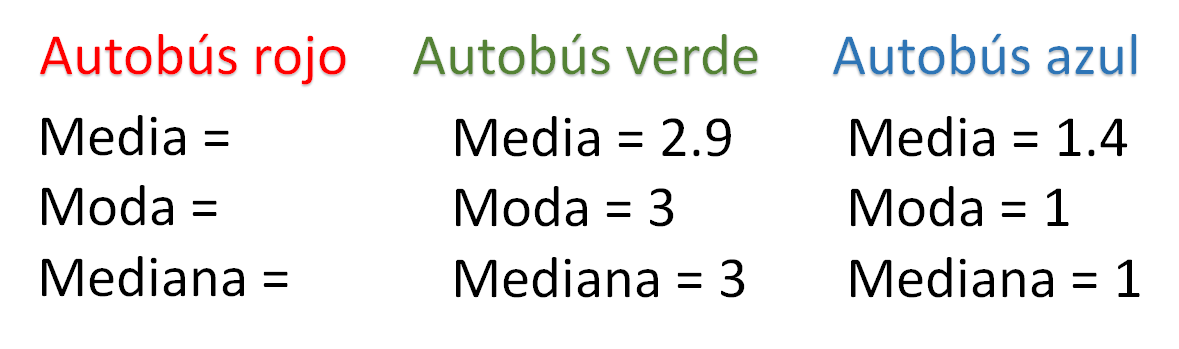 Autobús rojo Autobús verde Autobús azul
Media = Media = 2.9 Media = 1.4
Moda = Moda = 3 Moda = 1
Mediana = Mediana = 3 Mediana = 1